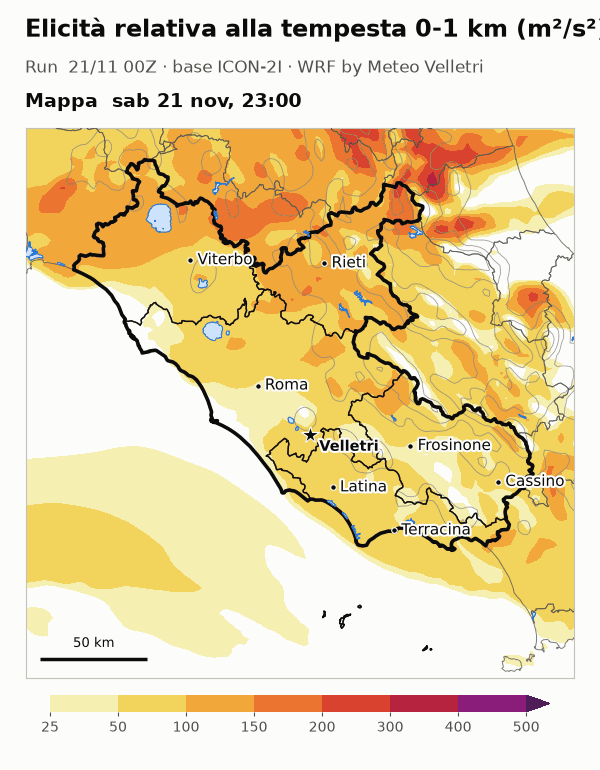 Elicità relativa alla tempesta 0-1 km (m²/s²)
Run 21/11 00Z · base ICON-2I · WRF by Meteo Velletri
Mappa sab 21 nov, 23:00
Viterbo
Rieti
Roma
Velletri
Frosinone
Latina
Cassino
Terracina
50 km
25 50 100 150 200 300 400 500